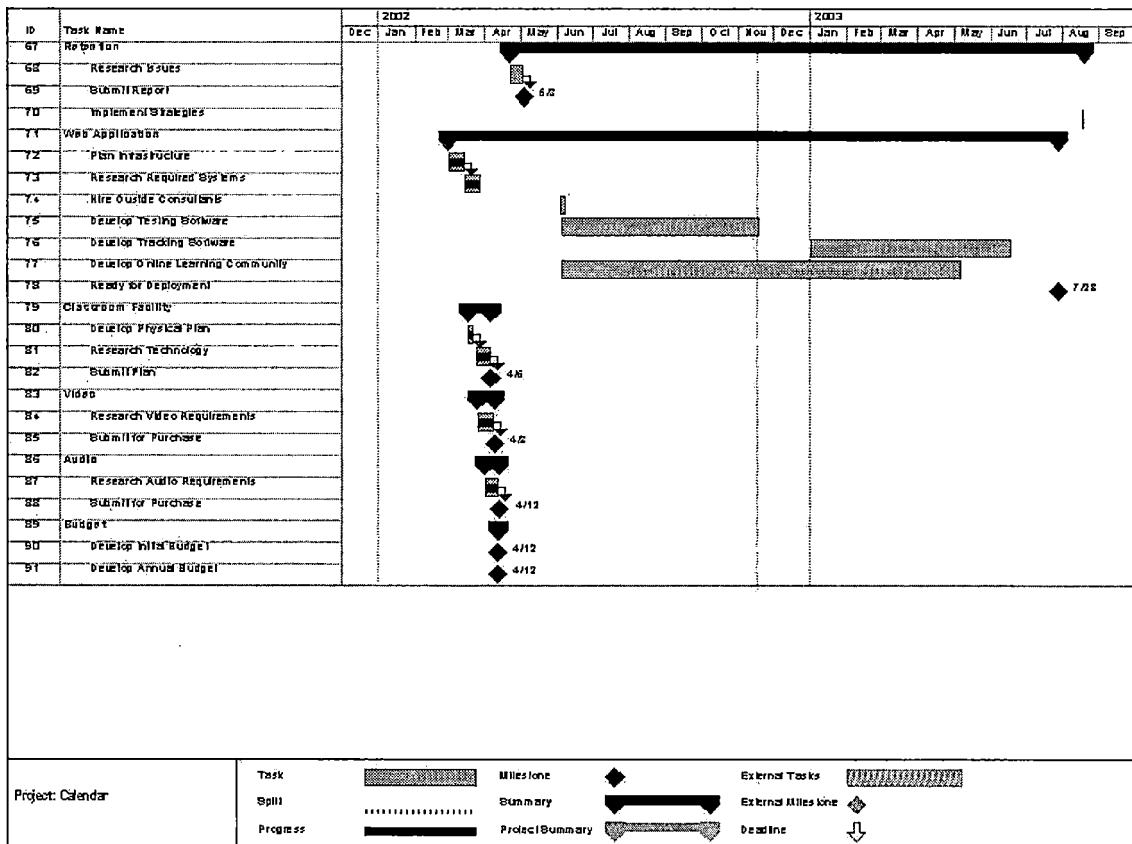 2002 2003
ID Task Name Dec Jan Feb Mar Apr May Jun Jul Aug Sep Oct Nov Dec Jan Feb Mar Apr May Jun Jul Aug Sep
67 Retention
68 Research Issues
69 Submit Report 5/3
70 Implement Strategies
71 Web Application
72 Plan Infrastructure
73 Research Required Systems
74 Hire Ouside Consultants
75 Develop Testing Software
76 Develop Tracking Software
77 Develop Online Learning Community
78 Ready for Deployment 7/28
79 Classroom Facility
80 Develop Physical Plan
81 Research Technology
82 Submit Plan 4/5
83 Video
84 Research Video Requirements
85 Submit for Purchase
86 Audio
87 Research Audio Requirements
88 Submit for Purchase 4/12
89 Budget
90 Develop Initial Budget 4/12
91 Develop Annual Budget 4/12
Project: Calendar
Task Milestone External Tasks
Split Summary External Milestone
Progress Project Summary Deadline